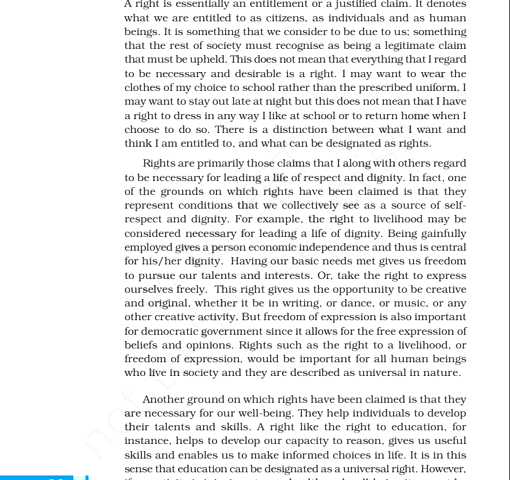 A right is essentially an entitlement or a justified claim. It denotes
what we are entitled to as citizens, as individuals and as human
beings. It is something that we consider to be due to us; something
that the rest of society must recognise as being a legitimate claim
that must be upheld. This does not mean that everything that I regard
to be necessary and desirable is a right. I may want to wear the
clothes of my choice to school rather than the prescribed uniform. I
may want to stay out late at night but this does not mean that I have
a right to dress in any way I like at school or to return home when I
choose to do so. There is a distinction between what I want and
think I am entitled to, and what can be designated as rights.
Rights are primarily those claims that I along with others regard
to be necessary for leading a life of respect and dignity. In fact, one
of the grounds on which rights have been claimed is that they
represent conditions that we collectively see as a source of self-
respect and dignity. For example, the right to livelihood may be
considered necessary for leading a life of dignity. Being gainfully
employed gives a person economic independence and thus is central
for his/her dignity. Having our basic needs met gives us freedom
to pursue our talents and interests. Or, take the right to express
ourselves freely. This right gives us the opportunity to be creative
and original, whether it be in writing, or dance, or music, or any
other creative activity. But freedom of expression is also important
for democratic government since it allows for the free expression of
beliefs and opinions. Rights such as the right to a livelihood, or
freedom of expression, would be important for all human beings
who live in society and they are described as universal in nature.
Another ground on which rights have been claimed is that they
are necessary for our well-being. They help individuals to develop
their talents and skills. A right like the right to education, for
instance, helps to develop our capacity to reason, gives us useful
skills and enables us to make informed choices in life. It is in this
sense that education can be designated as a universal right. However,